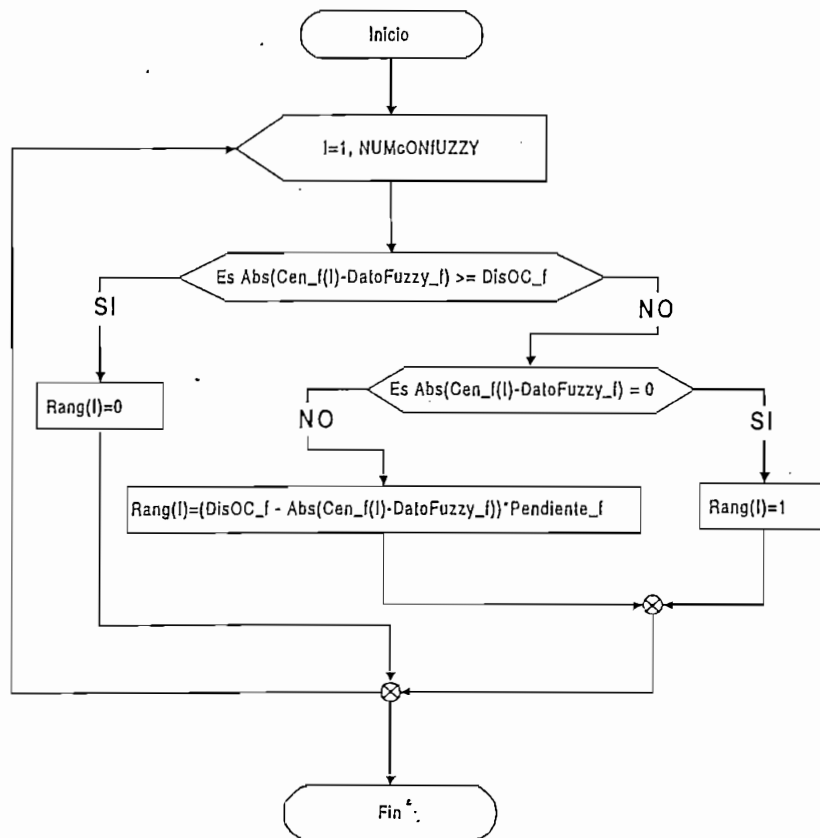 Inicio
I=1, NUMcONfUZZY
Es Abs(Cen_f(I)-DatoFuzzy_f) >= DisOC_f
SI
NO
Es Abs(Cen_f(I)-DatoFuzzy_f) = 0
Rang(I)=0
NO
SI
Rang(I)=(DisOC_f - Abs(Cen_f(I)-DatoFuzzy_f))*Pendiente_f
Rang(I)=1
Fin